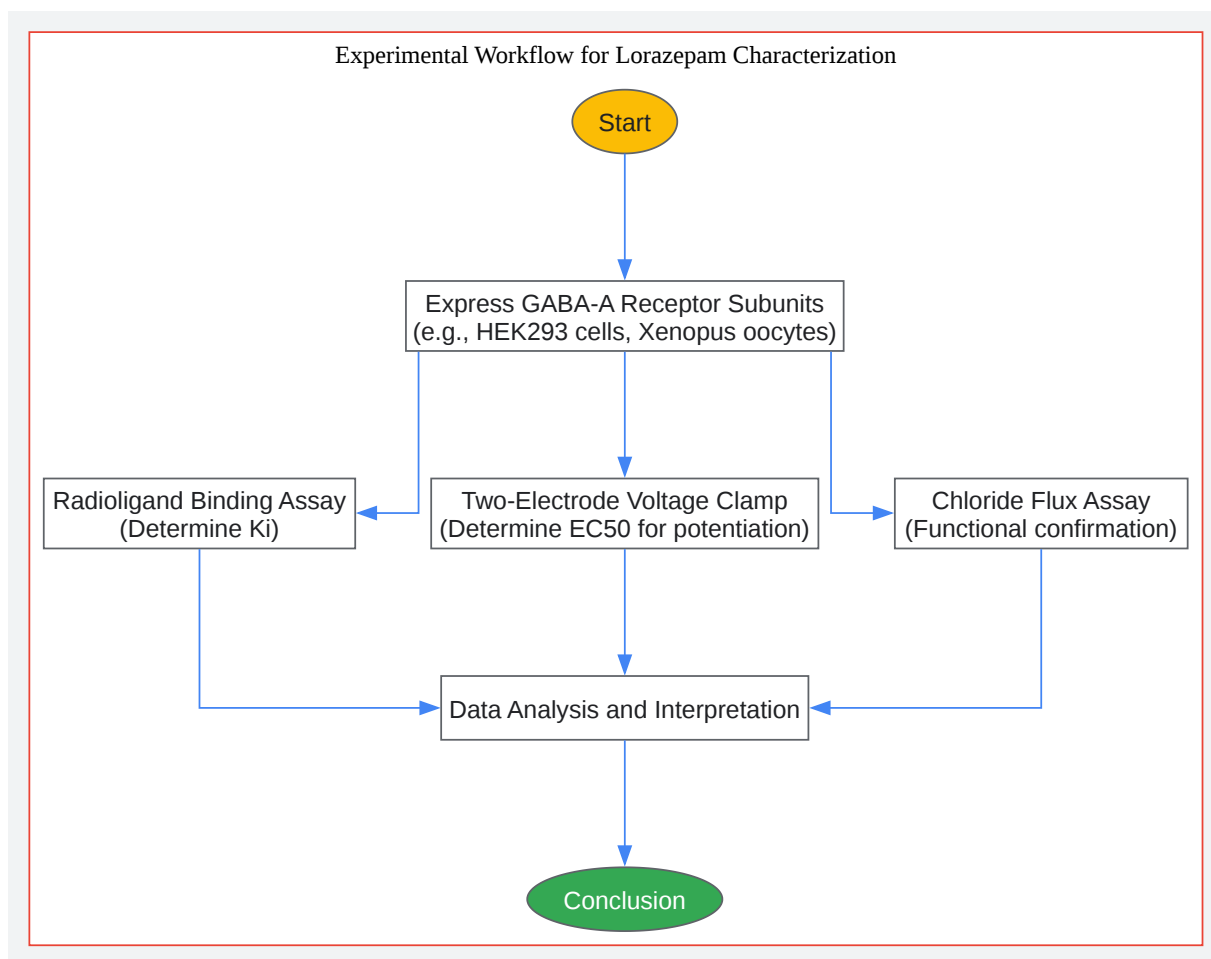 Experimental Workflow for Lorazepam Characterization
Start
Express GABA-A Receptor Subunits
(e.g., HEK293 cells, Xenopus oocytes)
Radioligand Binding Assay
(Determine Ki)
Two-Electrode Voltage Clamp
(Determine EC50 for potentiation)
Chloride Flux Assay
(Functional confirmation)
Data Analysis and Interpretation
Conclusion